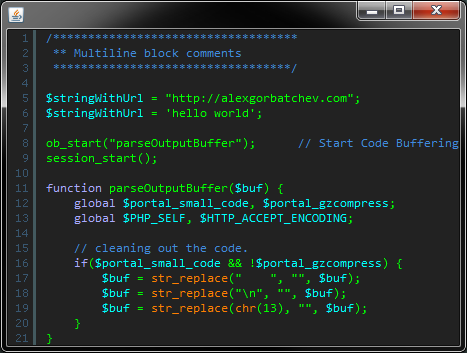 1 /***********************************
2  ** Multiline block comments
3  **********************************/
4
5 $stringWithUrl = "http://alexgorbatchev.com";
6 $stringWithUrl = 'hello world';
7
8 ob_start("parseOutputBuffer");      // Start Code Buffering
9 session_start();
10
11 function parseOutputBuffer($buf) {
12     global $portal_small_code, $portal_gzcompress;
13     global $PHP_SELF, $HTTP_ACCEPT_ENCODING;
14
15     // cleaning out the code.
16     if($portal_small_code && !$portal_gzcompress) {
17         $buf = str_replace("    ", "", $buf);
18         $buf = str_replace("\n", "", $buf);
19         $buf = str_replace(chr(13), "", $buf);
20     }
21 }